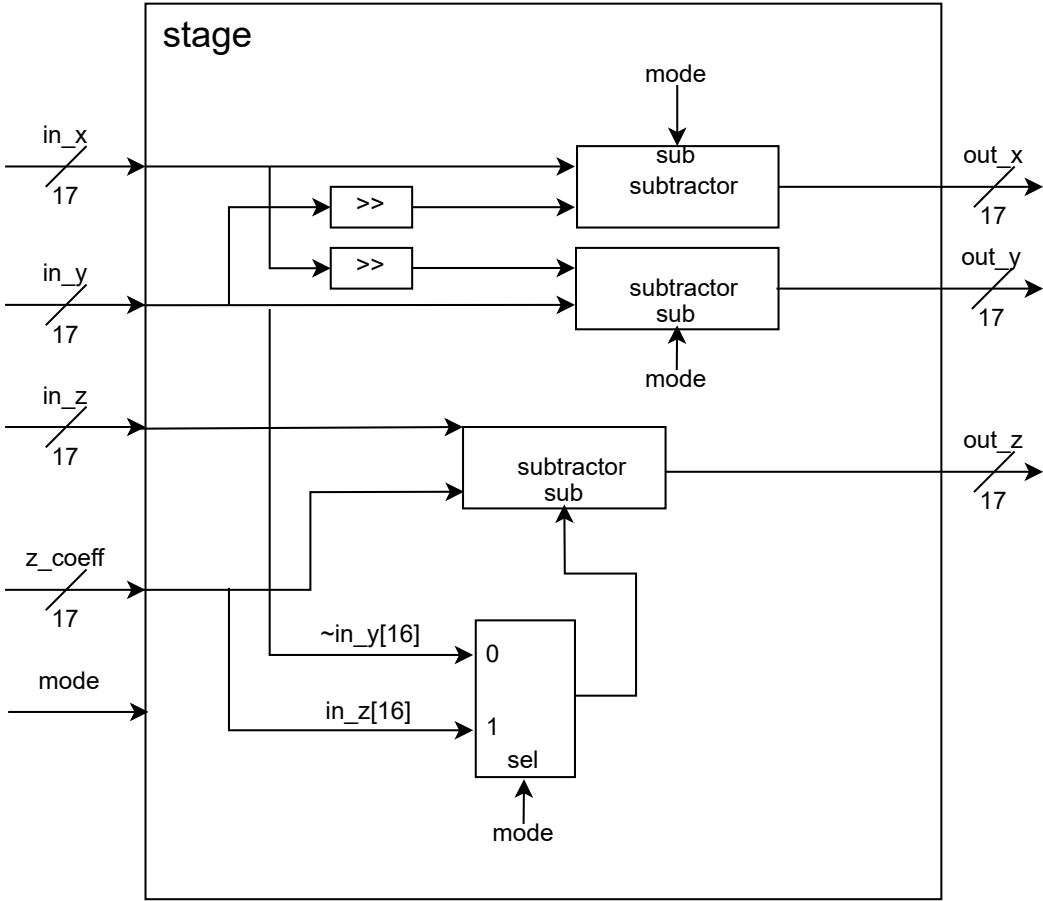 stage
mode
in_x
17
sub
subtractor
out_x
17
>>
>>
in_y
17
subtractor
sub
out_y
17
mode
in_z
17
subtractor
sub
out_z
17
z_coeff
17
~in_y[16]
0
mode
in_z[16]
1
sel
mode